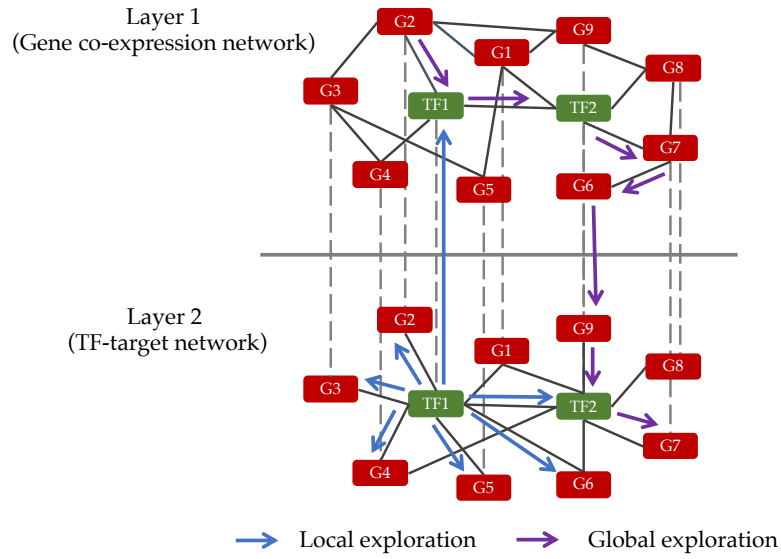 Layer 1
(Gene co-expression network)
G2
G9
G1
G8
G3
TF1
TF2
G7
G4
G5
G6
Layer 2
(TF-target network)
G2
G9
G1
G8
G3
TF1
TF2
G7
G4
G5
G6
Local exploration
Global exploration